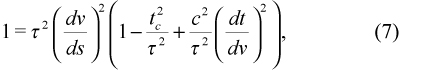 1 = τ² (dv/ds)² (1 − t_c²/τ² + c²/τ² (dt/dv)²), (7)